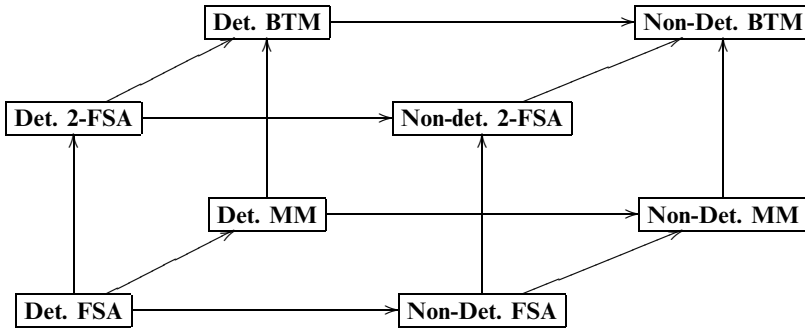 Det. BTM
Non-Det. BTM
Det. 2-FSA
Non-det. 2-FSA
Det. MM
Non-Det. MM
Det. FSA
Non-Det. FSA